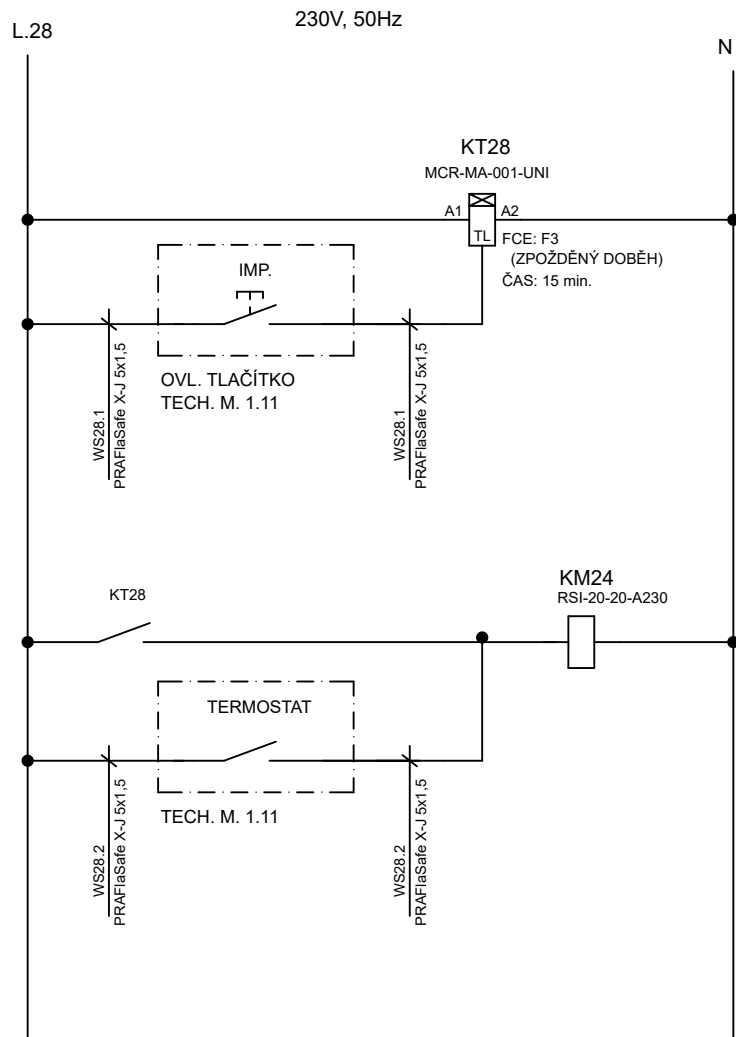 230V, 50Hz
L.28
N
KT28
MCR-MA-001-UNI
A1
A2
TL
FCE: F3
(ZPOŽDĚNÝ DOBĚH)
ČAS: 15 min.
IMP.
OVL. TLAČÍTKO
TECH. M. 1.11
WS28.1
PRAFlaSafe X-J 5x1,5
WS28.1
PRAFlaSafe X-J 5x1,5
KT28
KM24
RSI-20-20-A230
TERMOSTAT
TECH. M. 1.11
WS28.2
PRAFlaSafe X-J 5x1,5
WS28.2
PRAFlaSafe X-J 5x1,5